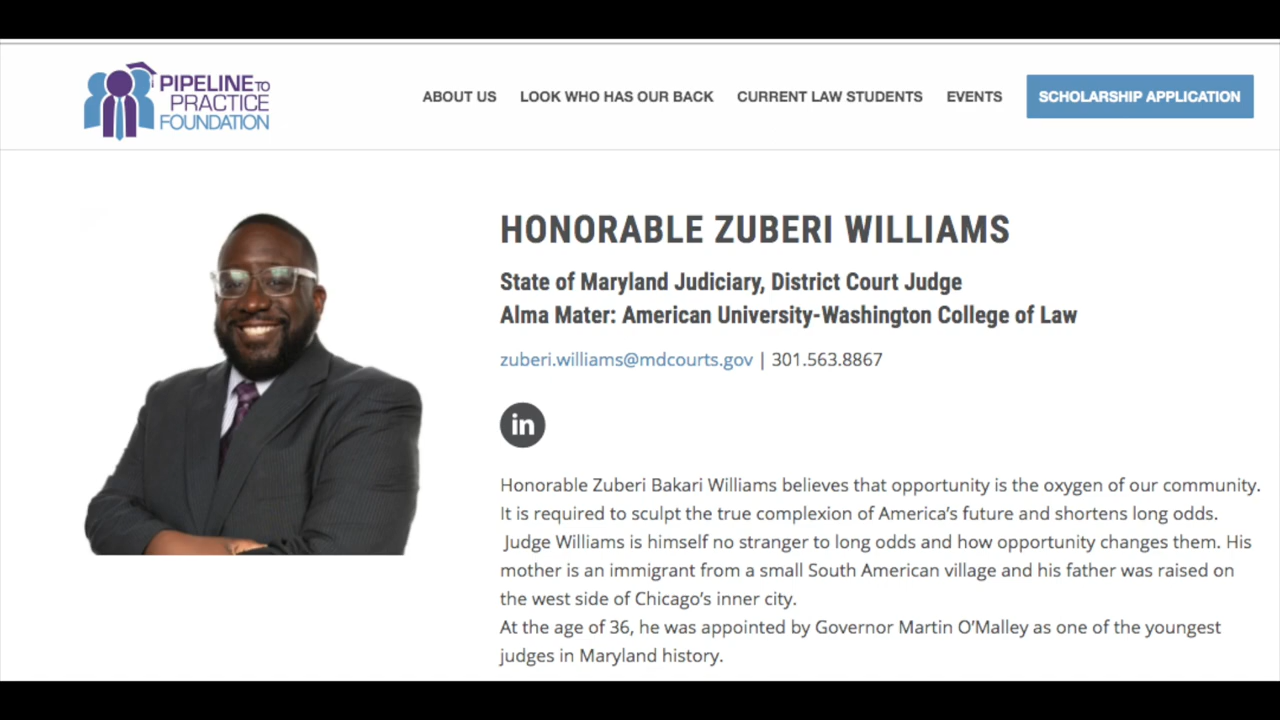 PIPELINE TO
PRACTICE
FOUNDATION
ABOUT US
LOOK WHO HAS OUR BACK
CURRENT LAW STUDENTS
EVENTS
SCHOLARSHIP APPLICATION
HONORABLE ZUBERI WILLIAMS
State of Maryland Judiciary, District Court Judge
Alma Mater: American University-Washington College of Law
zuberi.williams@mdcourts.gov | 301.563.8867
in
Honorable Zuberi Bakari Williams believes that opportunity is the oxygen of our community.
It is required to sculpt the true complexion of America’s future and shortens long odds.
Judge Williams is himself no stranger to long odds and how opportunity changes them. His
mother is an immigrant from a small South American village and his father was raised on
the west side of Chicago’s inner city.
At the age of 36, he was appointed by Governor Martin O’Malley as one of the youngest
judges in Maryland history.